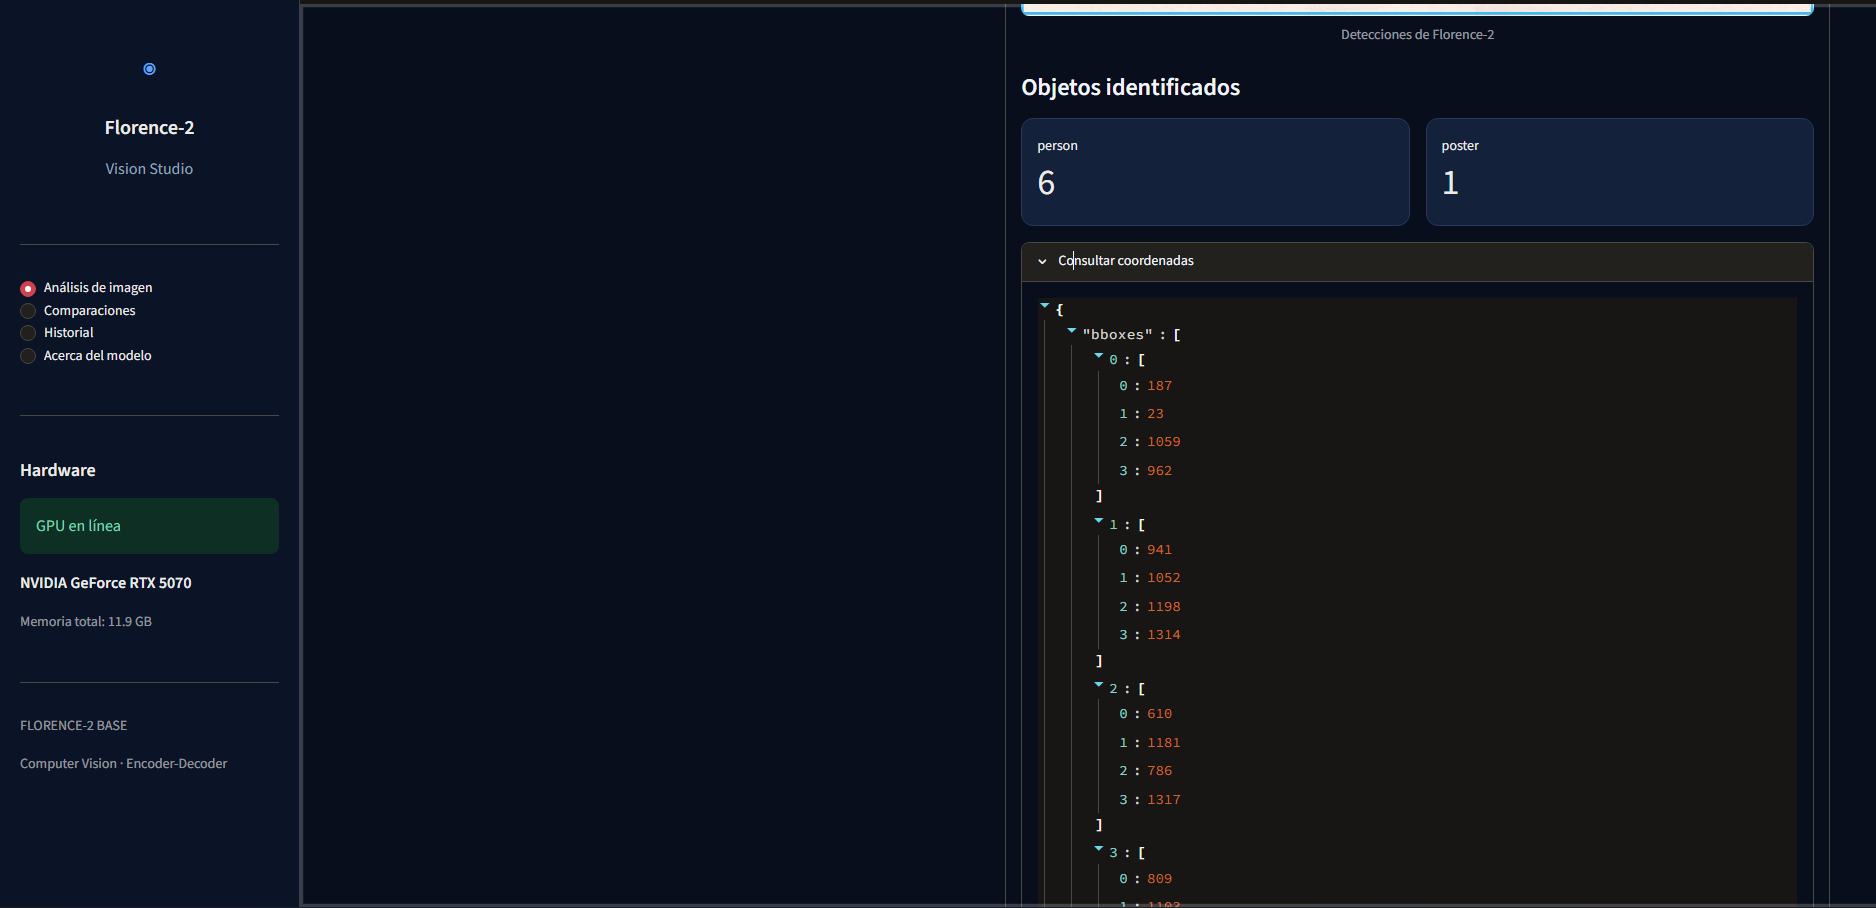 Florence-2
Vision Studio
Análisis de imagen
Comparaciones
Historial
Acerca del modelo
Hardware
GPU en línea
NVIDIA GeForce RTX 5070
Memoria total: 11.9 GB
FLORENCE-2 BASE
Computer Vision · Encoder-Decoder
Detecciones de Florence-2
Objetos identificados
person
6
poster
1
Consultar coordenadas
{
"bboxes" : [
0 : [
0 : 187
1 : 23
2 : 1059
3 : 962
]
1 : [
0 : 941
1 : 1052
2 : 1198
3 : 1314
]
2 : [
0 : 610
1 : 1181
2 : 786
3 : 1317
]
3 : [
0 : 809